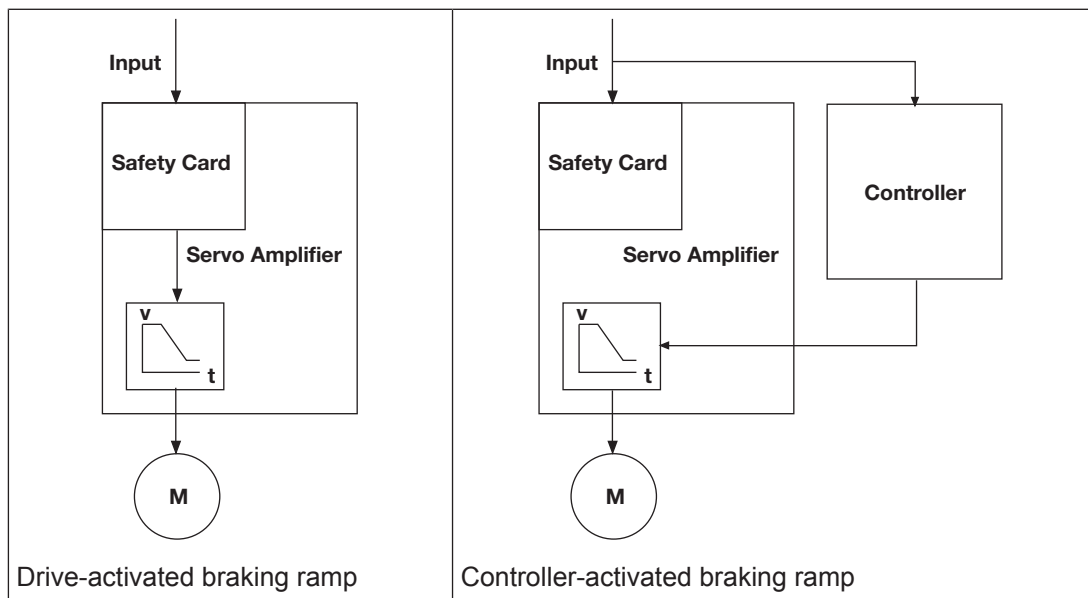 Input
Safety Card
Servo Amplifier
v
t
M
Drive-activated braking ramp
Input
Safety Card
Controller
Servo Amplifier
v
t
M
Controller-activated braking ramp